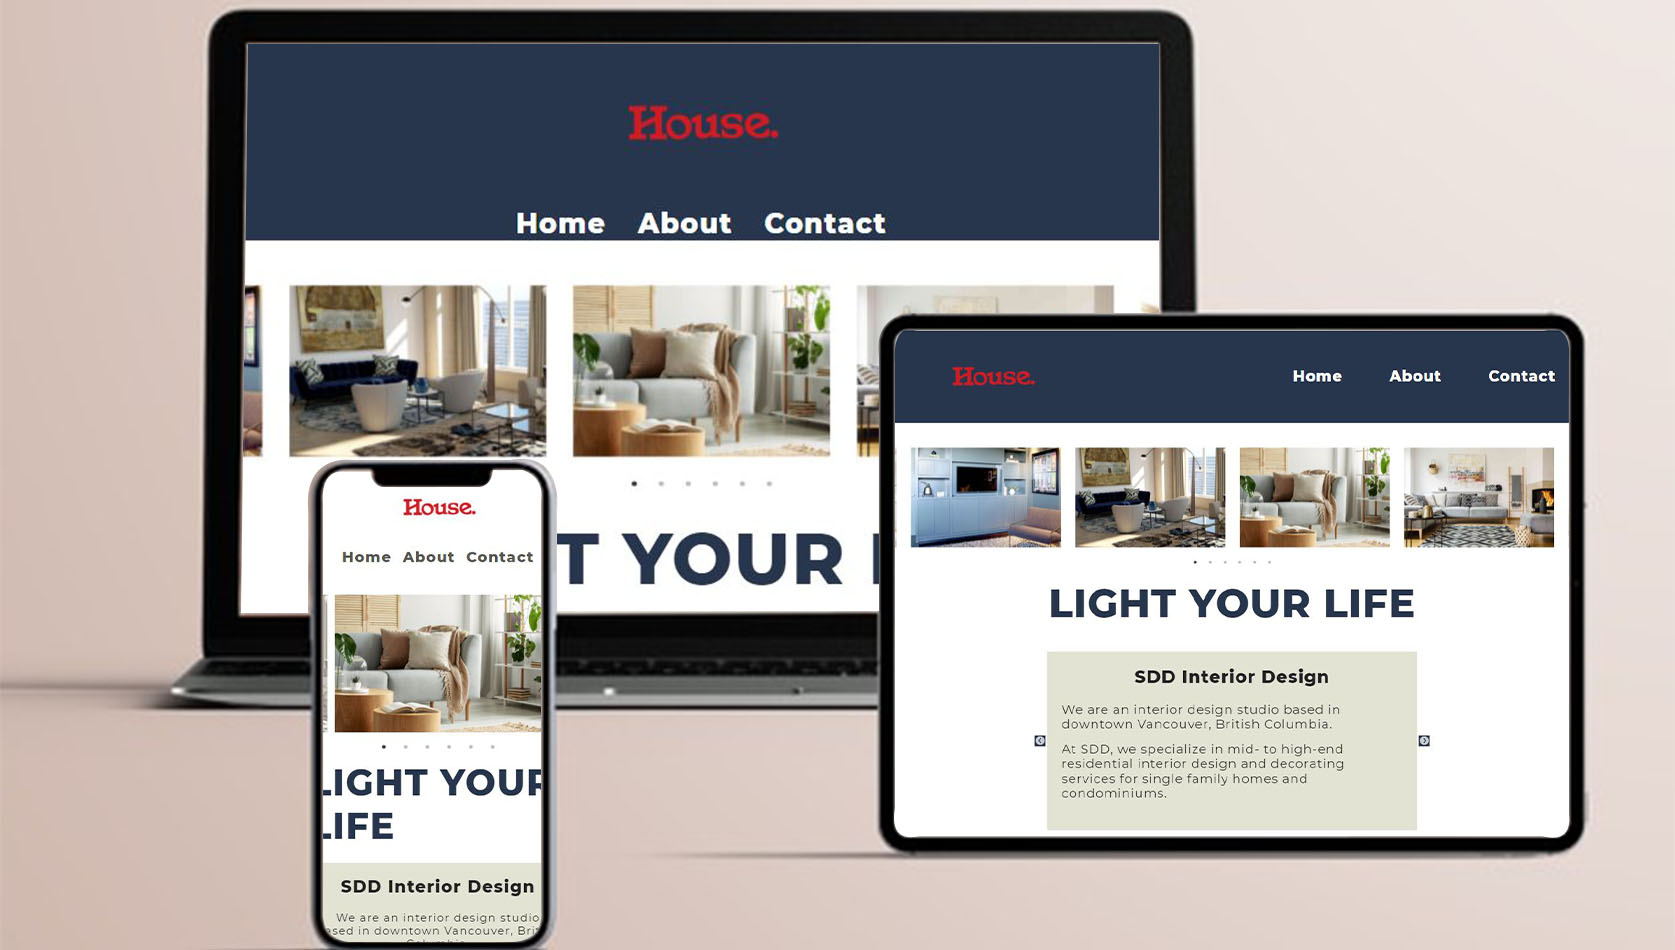 House.
Home About Contact
T YOUR
House.
Home About Contact
LIGHT YOUR LIFE
SDD Interior Design
We are an interior design studio based in
downtown Vancouver, British Columbia.
At SDD, we specialize in mid- to high-end
residential interior design and decorating
services for single family homes and
condominiums.
House.
Home About Contact
LIGHT YOUR
LIFE
SDD Interior Design
We are an interior design studio
ased in downtown Vancouver, Brit